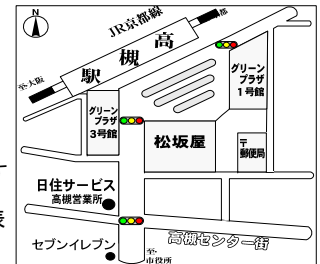 N
JR京都線
至京都
高槻駅
至大阪
グリーン
プラザ
1号館
グリーン
プラザ
3号館
松坂屋
〒
郵便局
日住サービス
高槻営業所
高槻センター街
セブンイレブン
至
市役所
表